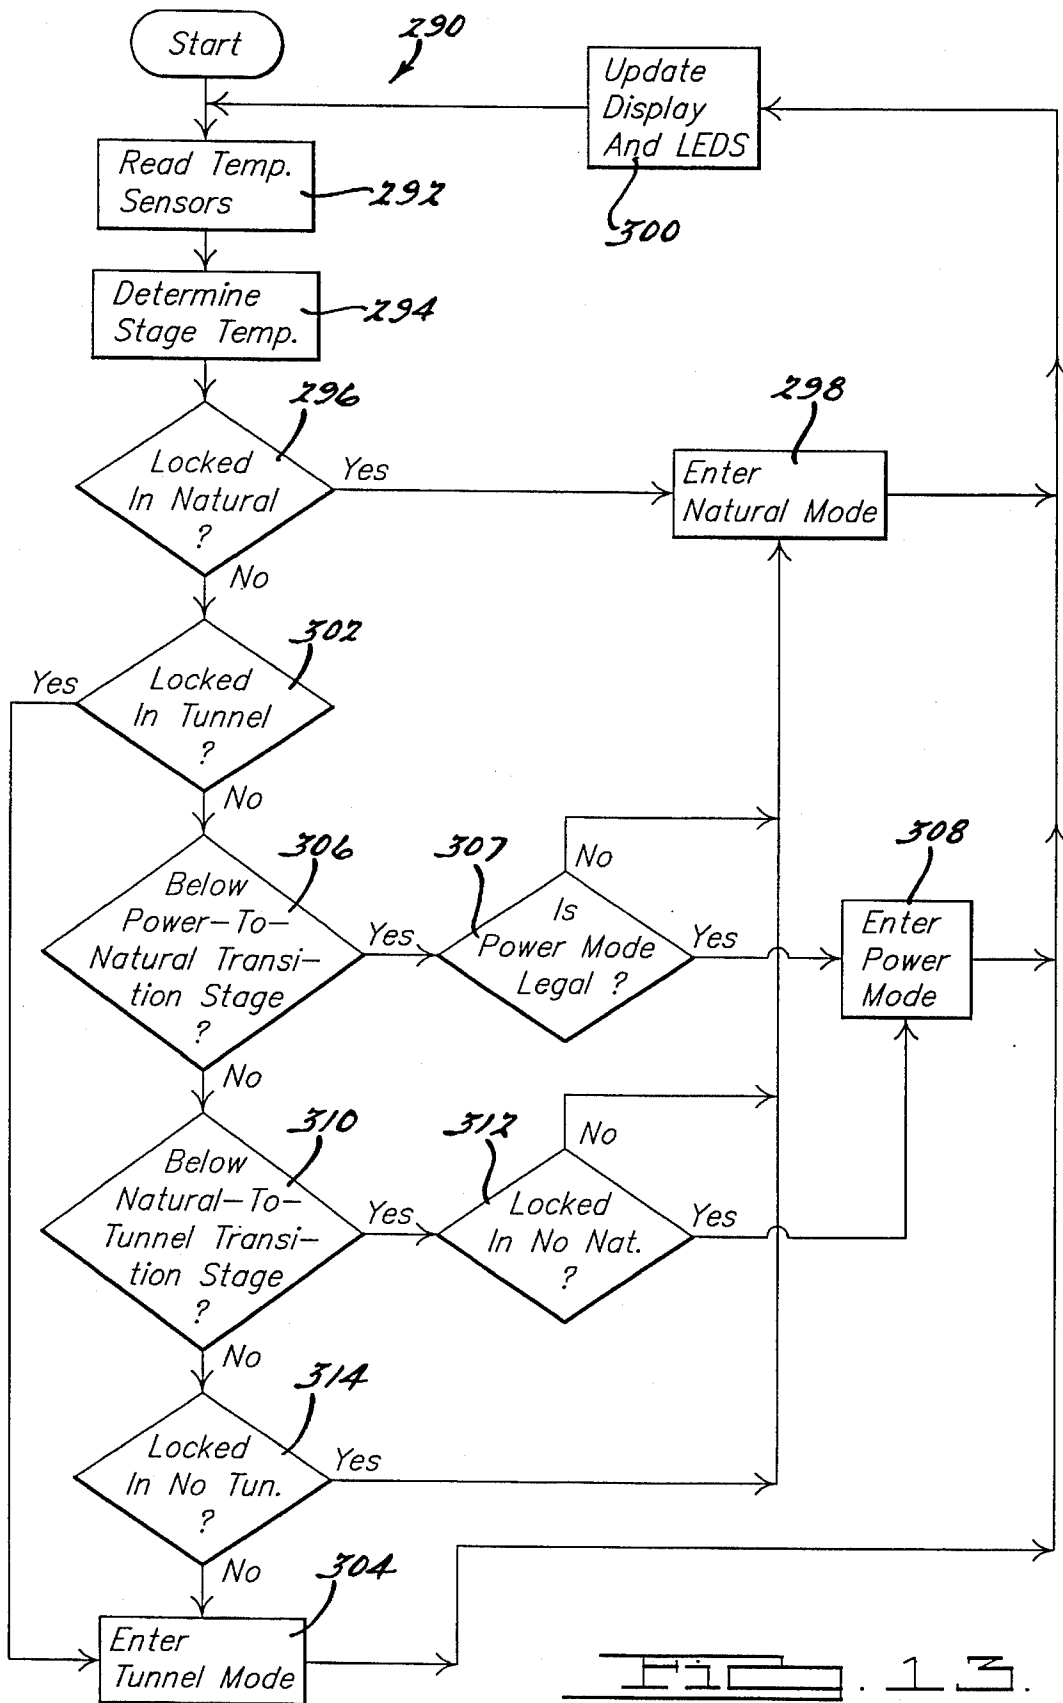 Start
290
Update
Display
And LEDS
300
Read Temp.
Sensors
292
Determine
Stage Temp.
294
296
Locked
In Natural
?
Yes
No
298
Enter
Natural Mode
302
Locked
In Tunnel
?
Yes
No
306
Below
Power-To-
Natural Transi-
tion Stage
?
Yes
No
307
Is
Power Mode
Legal ?
No
Yes
308
Enter
Power
Mode
310
Below
Natural-To-
Tunnel Transi-
tion Stage
?
Yes
No
312
Locked
In No Nat.
?
No
Yes
314
Locked
In No Tun.
?
Yes
No
304
Enter
Tunnel Mode
FIG. 13.